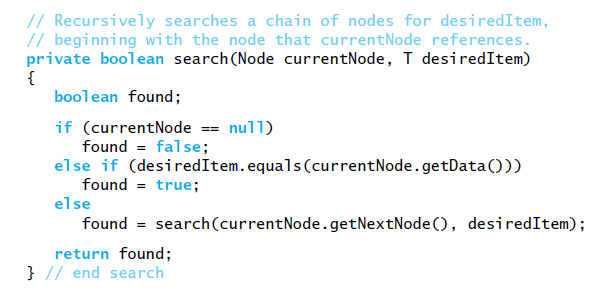 // Recursively searches a chain of nodes for desiredItem,
// beginning with the node that currentNode references.
private boolean search(Node currentNode, T desiredItem)
{
   boolean found;

   if (currentNode == null)
      found = false;
   else if (desiredItem.equals(currentNode.getData()))
      found = true;
   else
      found = search(currentNode.getNextNode(), desiredItem);

   return found;
} // end search